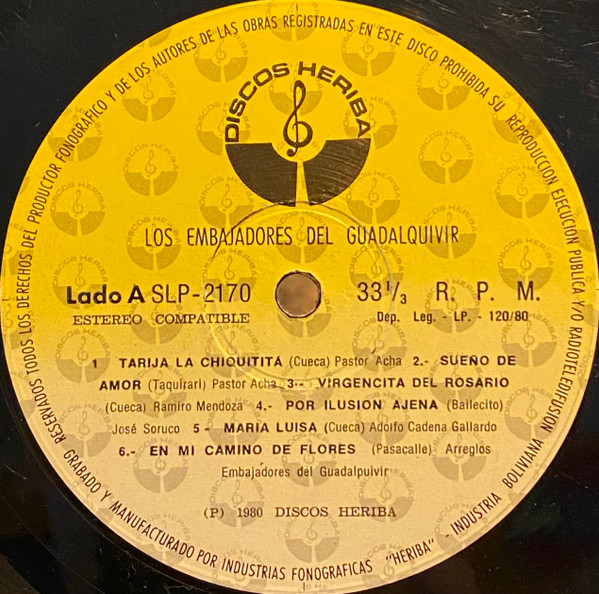 RESERVADOS TODOS LOS DERECHOS DEL PRODUCTOR FONOGRÁFICO Y DE LOS AUTORES DE LAS OBRAS REGISTRADAS EN ESTE DISCO PROHIBIDA SU REPRODUCCION EJECUCION PUBLICA Y/O RADIOTELEDIFUSION
DISCOS HERIBA
LOS EMBAJADORES DEL GUADALQUIVIR
Lado A SLP-2170 33 1/3 R. P. M.
ESTEREO COMPATIBLE Dep. Leg. - LP. - 120/80
1 TARIJA LA CHIQUITITA (Cueca) Pastor Acha 2.- SUEÑO DE
AMOR (Taquirari) Pastor Acha 3-- VIRGENCITA DEL ROSARIO
(Cueca) Ramiro Mendoza 4.- POR ILUSION AJENA (Bailecito)
José Soruco 5 - MARIA LUISA (Cueca) Adolfo Cadena Gallardo
6.- EN MI CAMINO DE FLORES (Pasacalle) Arreglos
Embajadores del Guadalpuivir
(P) 1980 DISCOS HERIBA
GRABADO Y MANUFACTURADO POR INDUSTRIAS FONOGRAFICAS "HERIBA" - INDUSTRIA BOLIVIANA